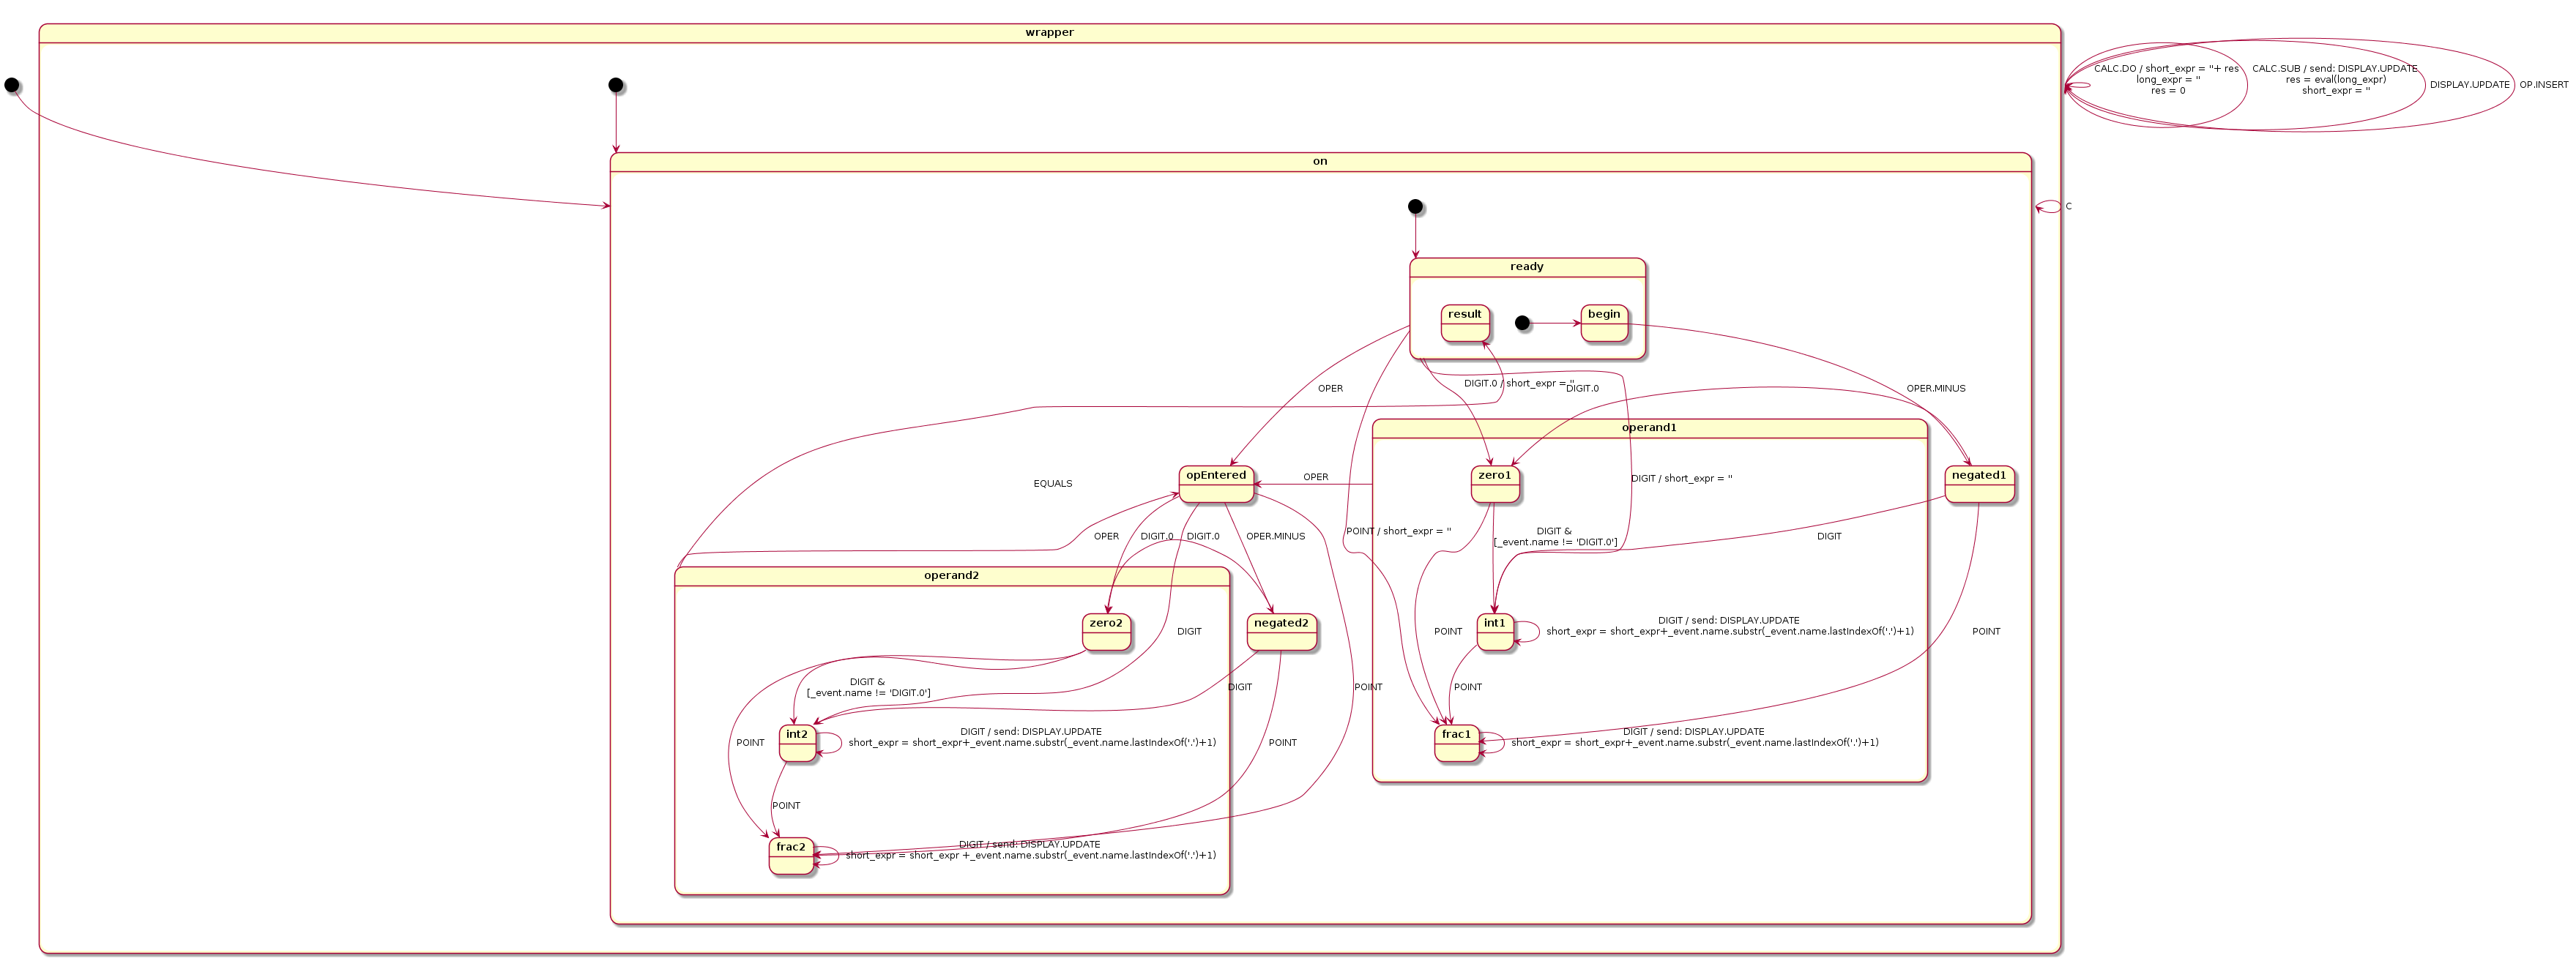 wrapper
CALC.DO / short_expr = ''+ res
long_expr = ''
res = 0
CALC.SUB / send: DISPLAY.UPDATE
res = eval(long_expr)
short_expr = ''
DISPLAY.UPDATE
OP.INSERT
on
C
ready
result
begin
OPER
DIGIT.0 / short_expr = ''
DIGIT.0
OPER.MINUS
operand1
opEntered
OPER
zero1
DIGIT / short_expr = ''
negated1
EQUALS
OPER
DIGIT.0
DIGIT.0
OPER.MINUS
POINT / short_expr = ''
DIGIT &
[_event.name != 'DIGIT.0']
DIGIT
operand2
zero2
negated2
DIGIT
POINT
int1
DIGIT / send: DISPLAY.UPDATE
short_expr = short_expr+_event.name.substr(_event.name.lastIndexOf('.')+1)
POINT
DIGIT &
[_event.name != 'DIGIT.0']
DIGIT
POINT
POINT
int2
DIGIT / send: DISPLAY.UPDATE
short_expr = short_expr+_event.name.substr(_event.name.lastIndexOf('.')+1)
POINT
POINT
frac1
DIGIT / send: DISPLAY.UPDATE
short_expr = short_expr+_event.name.substr(_event.name.lastIndexOf('.')+1)
POINT
frac2
DIGIT / send: DISPLAY.UPDATE
short_expr = short_expr +_event.name.substr(_event.name.lastIndexOf('.')+1)